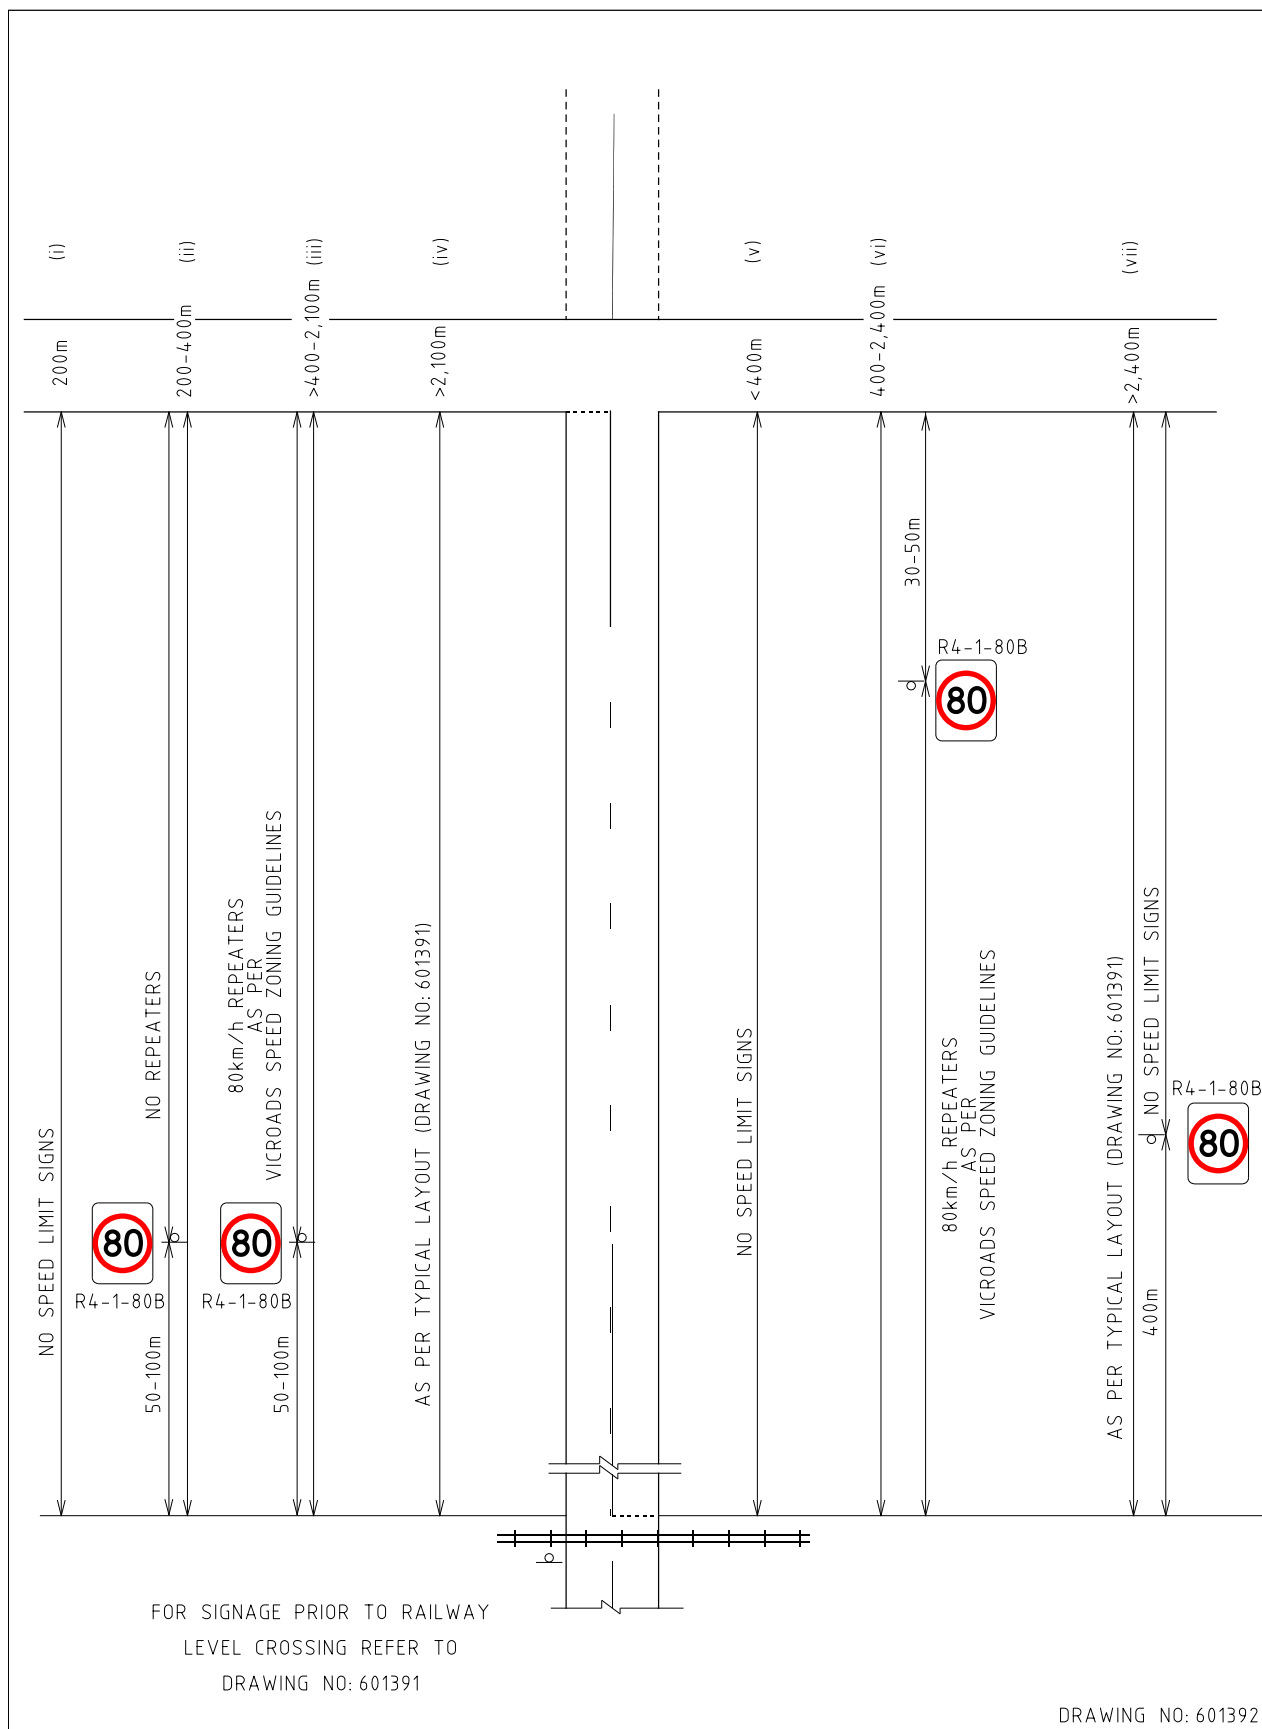 (i)
(ii)
(iii)
(iv)
(v)
(vi)
(vii)
200m
200-400m
>400-2,100m
>2,100m
<400m
400-2,400m
>2,400m
NO SPEED LIMIT SIGNS
NO REPEATERS
80
R4-1-80B
50-100m
80km/h REPEATERS
AS PER
VICROADS SPEED ZONING GUIDELINES
80
R4-1-80B
50-100m
AS PER TYPICAL LAYOUT (DRAWING NO: 601391)
NO SPEED LIMIT SIGNS
30-50m
R4-1-80B
80
80km/h REPEATERS
AS PER
VICROADS SPEED ZONING GUIDELINES
AS PER TYPICAL LAYOUT (DRAWING NO: 601391)
NO SPEED LIMIT SIGNS
R4-1-80B
80
400m
FOR SIGNAGE PRIOR TO RAILWAY
LEVEL CROSSING REFER TO
DRAWING NO: 601391
DRAWING NO: 601392